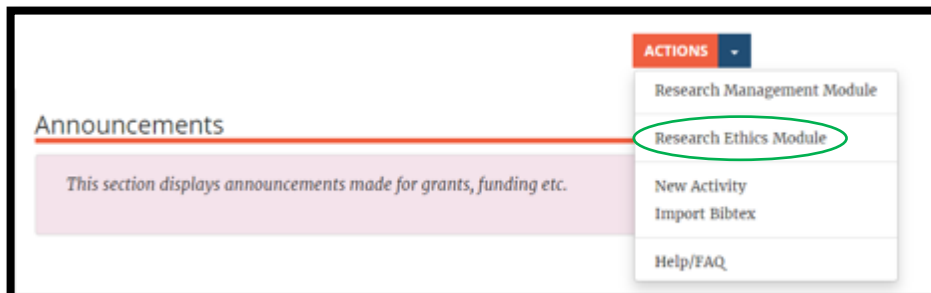 ACTIONS
Research Management Module
Announcements
Research Ethics Module
This section displays announcements made for grants, funding etc.
New Activity
Import Bibtex
Help/FAQ